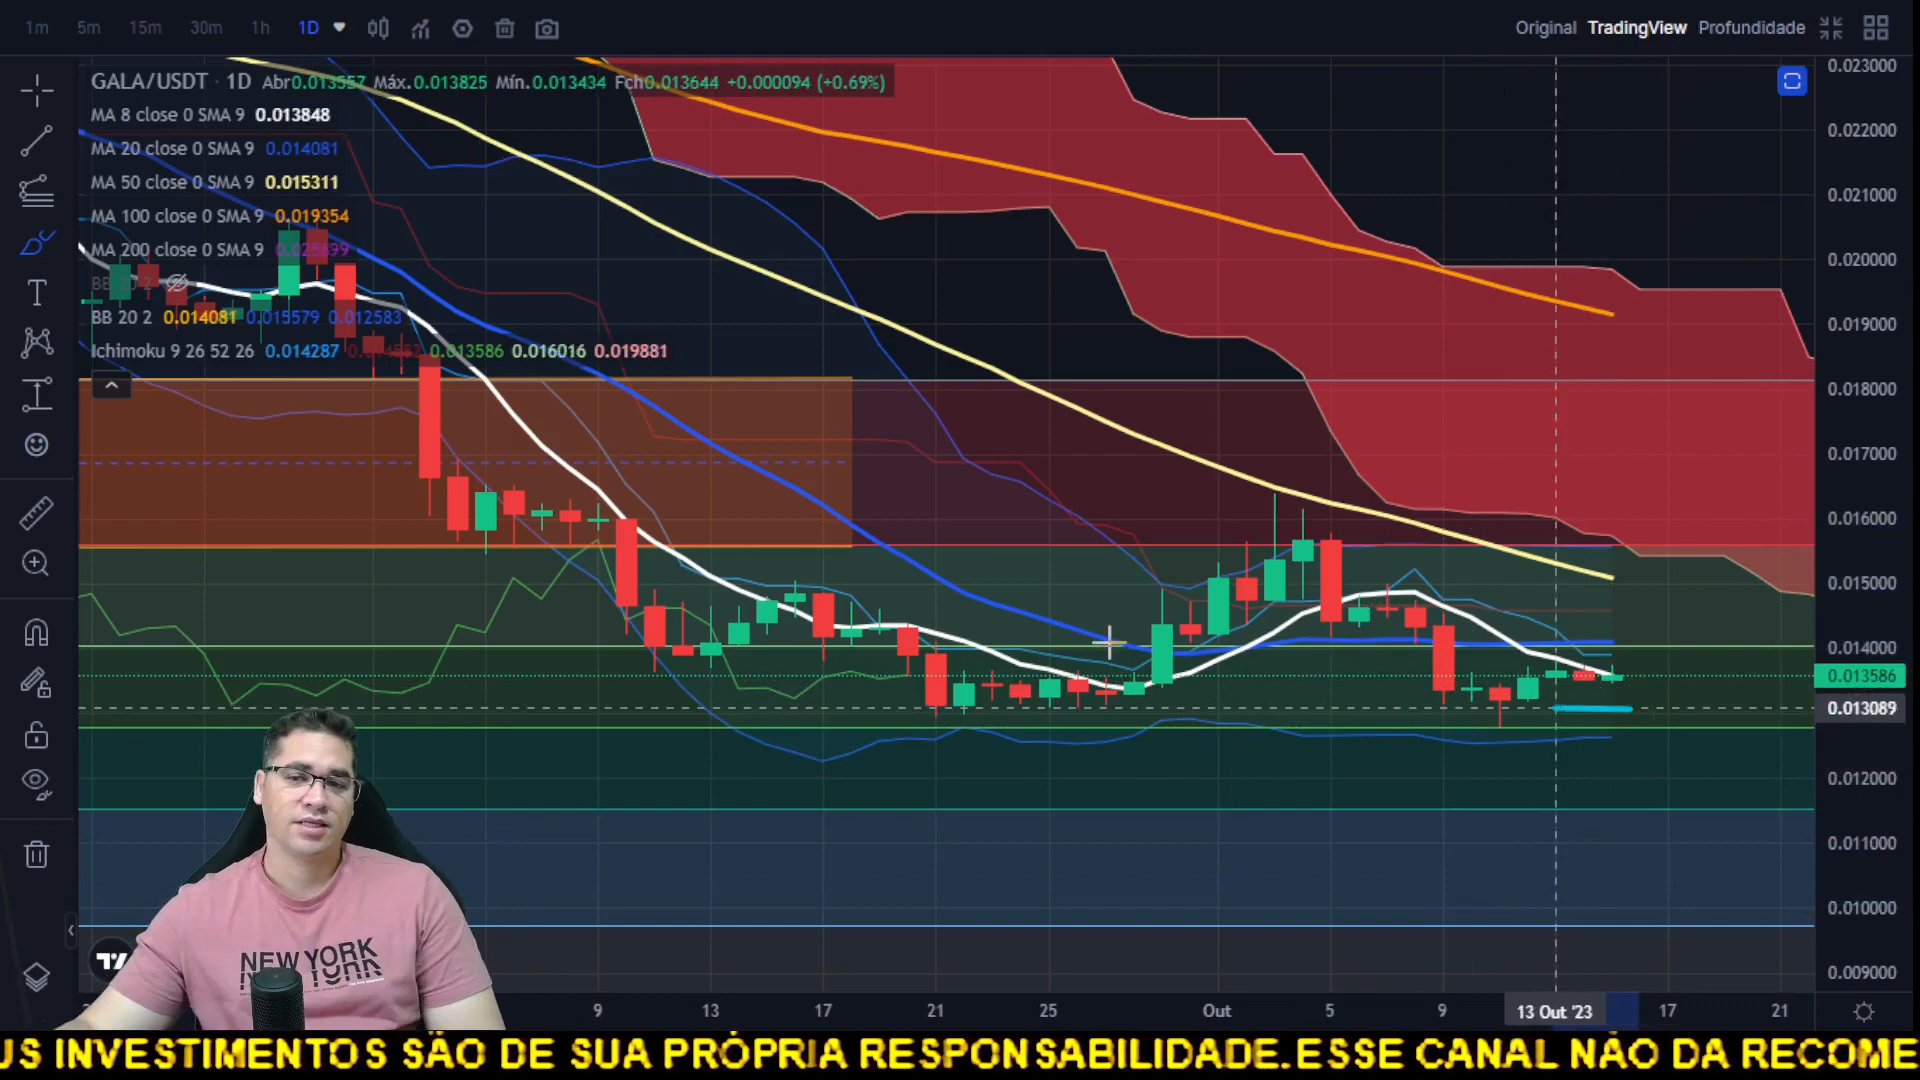 1m 5m 15m 30m 1h 1D
Original TradingView Profundidade
GALA/USDT · 1D Abr0.013557 Máx.0.013825 Mín.0.013434 Fch0.013644 +0.000094 (+0.69%)
MA 8 close 0 SMA 9 0.013848
MA 20 close 0 SMA 9 0.014081
MA 50 close 0 SMA 9 0.015311
MA 100 close 0 SMA 9 0.019354
MA 200 close 0 SMA 9 0.025899
BB 20 2
BB 20 2 0.014081 0.015579 0.012583
Ichimoku 9 26 52 26 0.014287 0.013586 0.016016 0.019881
0.023000
0.022000
0.021000
0.020000
0.019000
0.018000
0.017000
0.016000
0.015000
0.014000
0.013586
0.013089
0.012000
0.011000
0.010000
0.009000
NEW YORK
9 13 17 21 25 Out 5 9 13 Out '23 17 21
US INVESTIMENTOS SÃO DE SUA PRÓPRIA RESPONSABILIDADE.ESSE CANAL NÃO DA RECOME